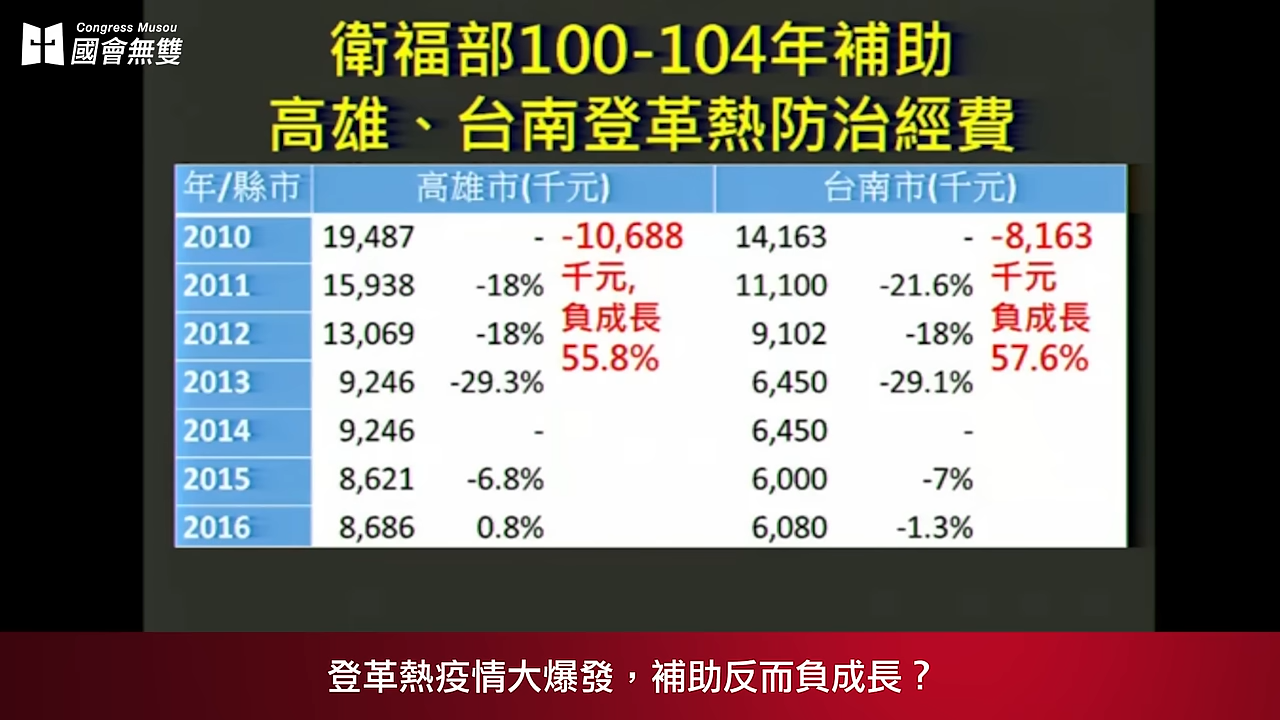 Congress Musou
國會無雙
衛福部100-104年補助
高雄、台南登革熱防治經費
年/縣市 高雄市(千元) 台南市(千元)
2010 19,487 - -10,688 14,163 - -8,163
千元, 千元
2011 15,938 -18% 11,100 -21.6%
負成長 負成長
2012 13,069 -18% 9,102 -18%
55.8% 57.6%
2013 9,246 -29.3% 6,450 -29.1%
2014 9,246 - 6,450 -
2015 8,621 -6.8% 6,000 -7%
2016 8,686 0.8% 6,080 -1.3%
登革熱疫情大爆發，補助反而負成長？